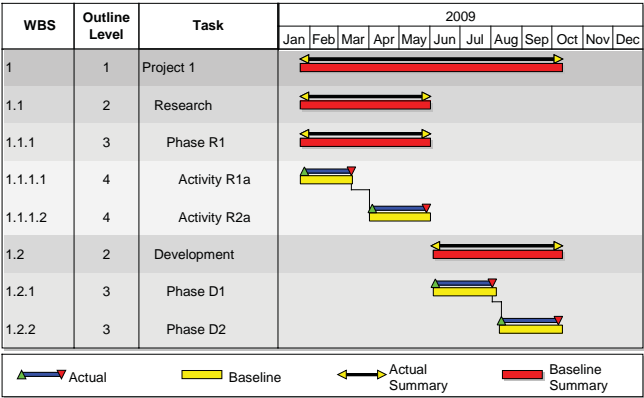 WBS Outline Level Task 2009
Jan Feb Mar Apr May Jun Jul Aug Sep Oct Nov Dec
1 1 Project 1
1.1 2 Research
1.1.1 3 Phase R1
1.1.1.1 4 Activity R1a
1.1.1.2 4 Activity R2a
1.2 2 Development
1.2.1 3 Phase D1
1.2.2 3 Phase D2
Actual Baseline Actual Summary Baseline Summary